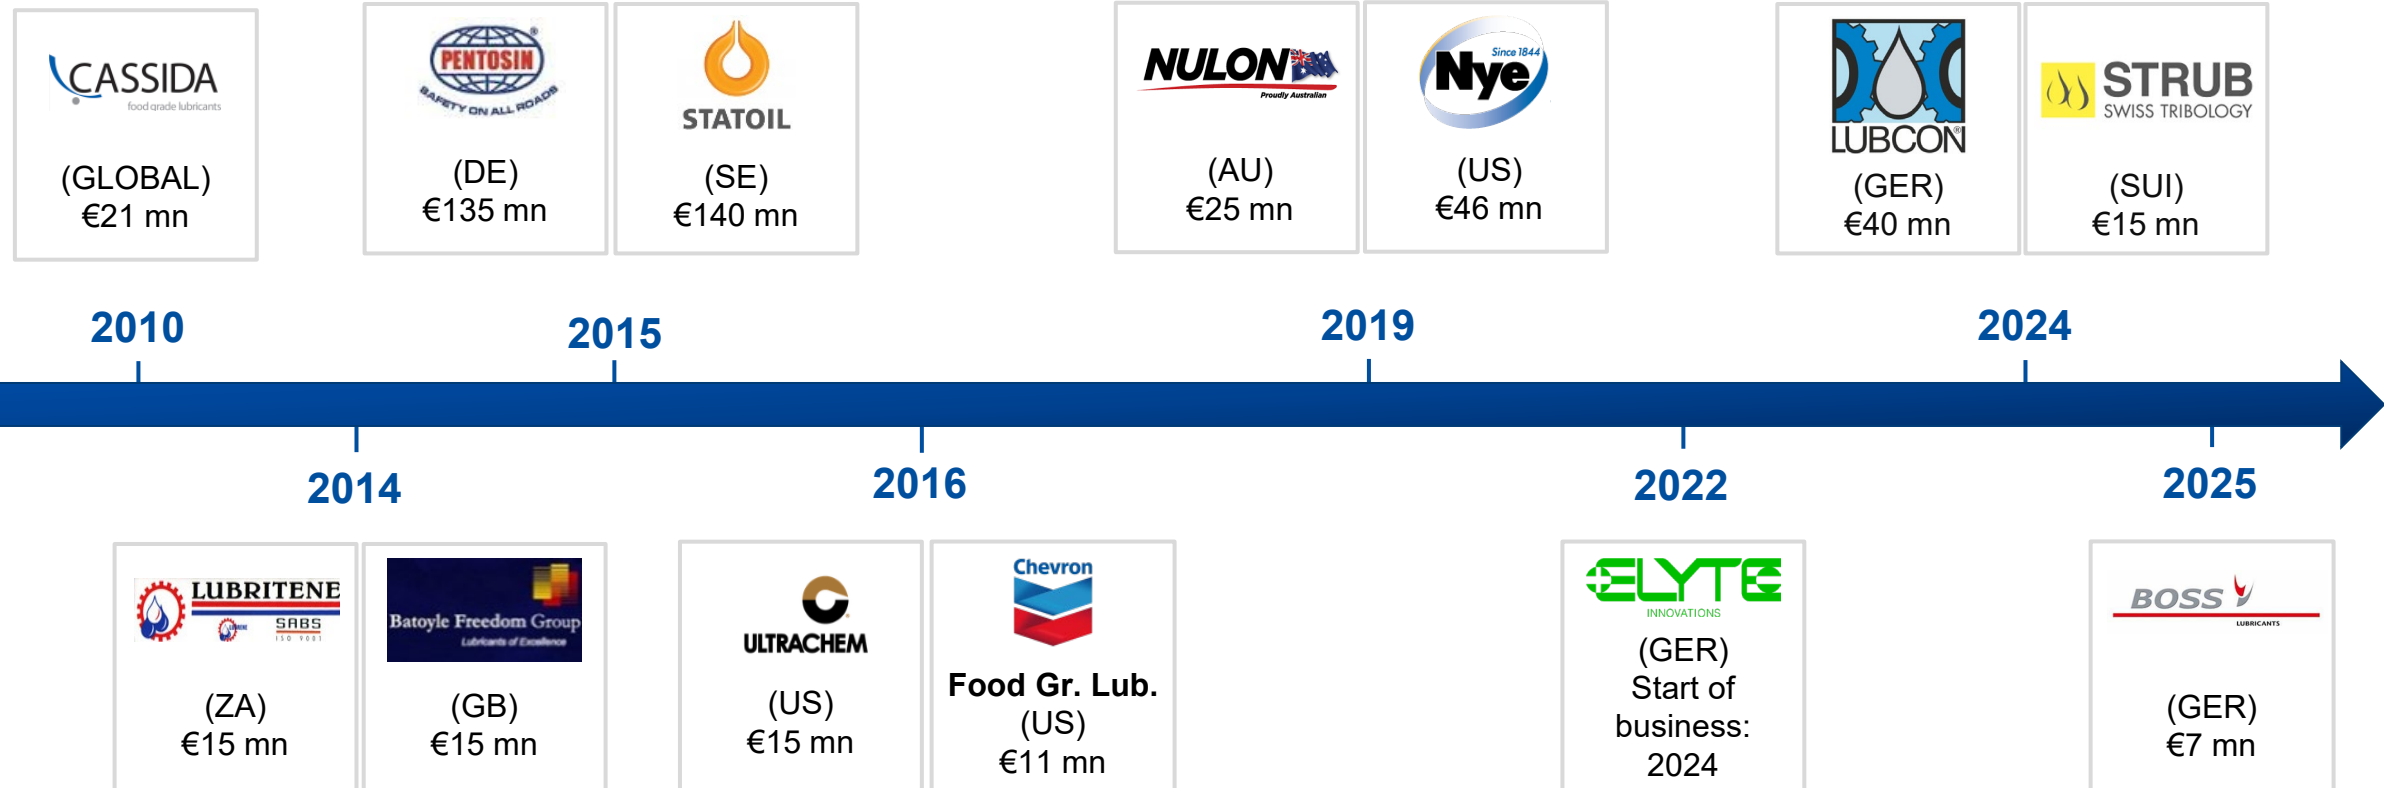 CASSIDA
food grade lubricants
(GLOBAL)
€21 mn
PENTOSIN
®
SAFETY ON ALL ROADS
(DE)
€135 mn
STATOIL
(SE)
€140 mn
NULON
Proudly Australian
(AU)
€25 mn
Since 1844
Nye
(US)
€46 mn
LUBCON®
(GER)
€40 mn
STRUB
SWISS TRIBOLOGY
(SUI)
€15 mn
2010
2015
2019
2024
2014
2016
2022
2025
LUBRITENE
SABS
ISO 9001
(ZA)
€15 mn
Batoyle Freedom Group
Lubricants of Excellence
(GB)
€15 mn
ULTRACHEM
(US)
€15 mn
Chevron
Food Gr. Lub.
(US)
€11 mn
ELYTE
INNOVATIONS
(GER)
Start of
business:
2024
BOSS
LUBRICANTS
(GER)
€7 mn